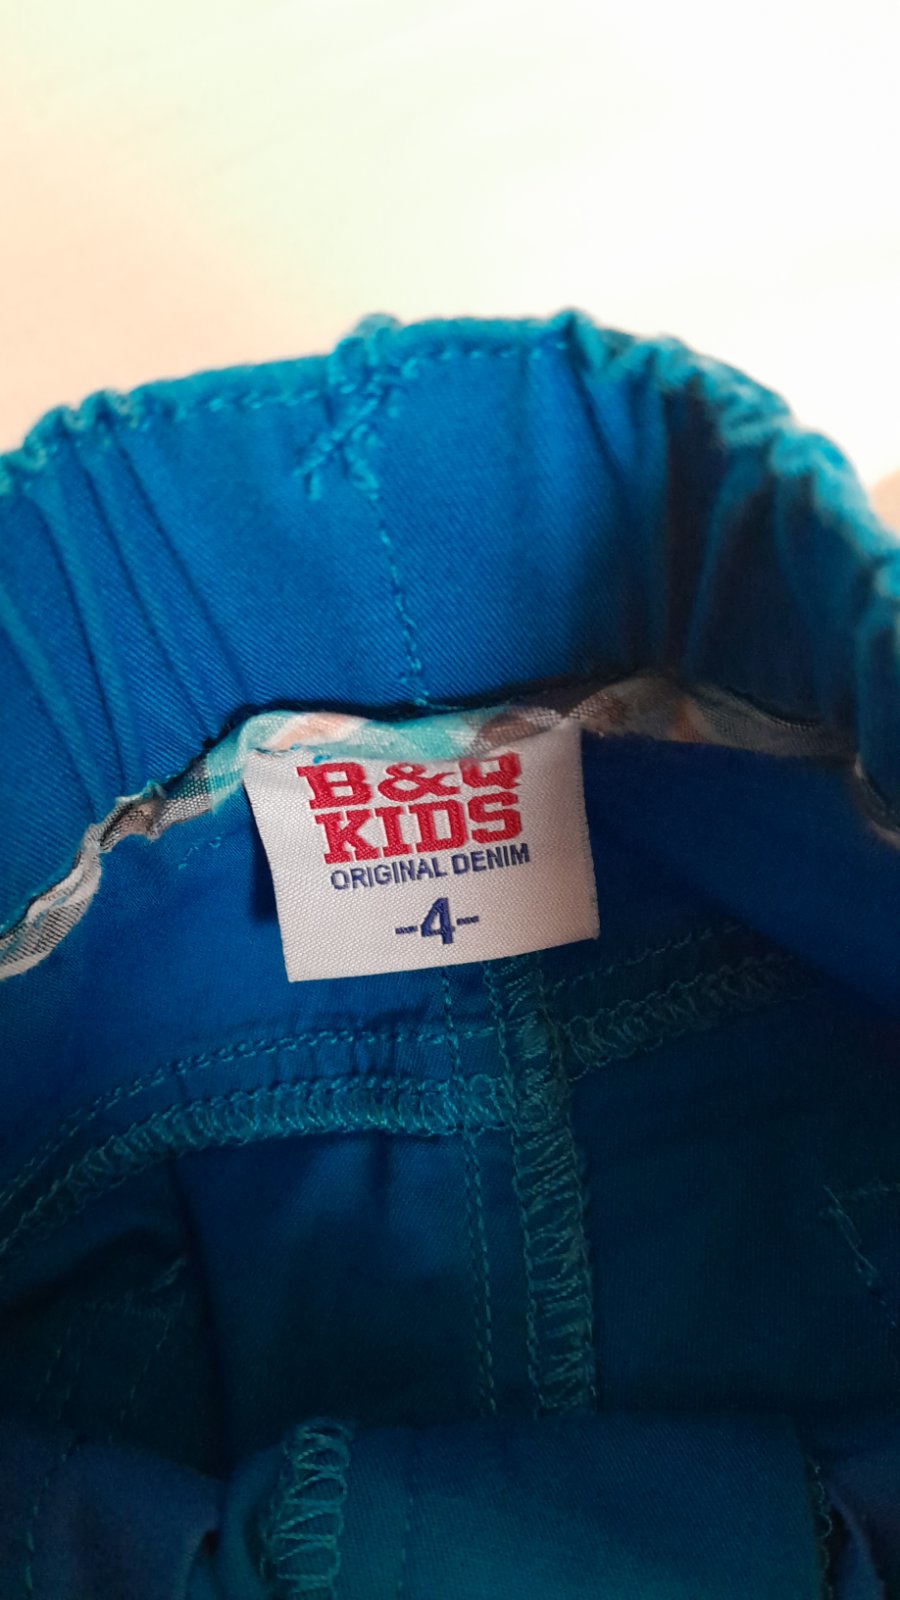 B&Q
KIDS
ORIGINAL DENIM
-4-